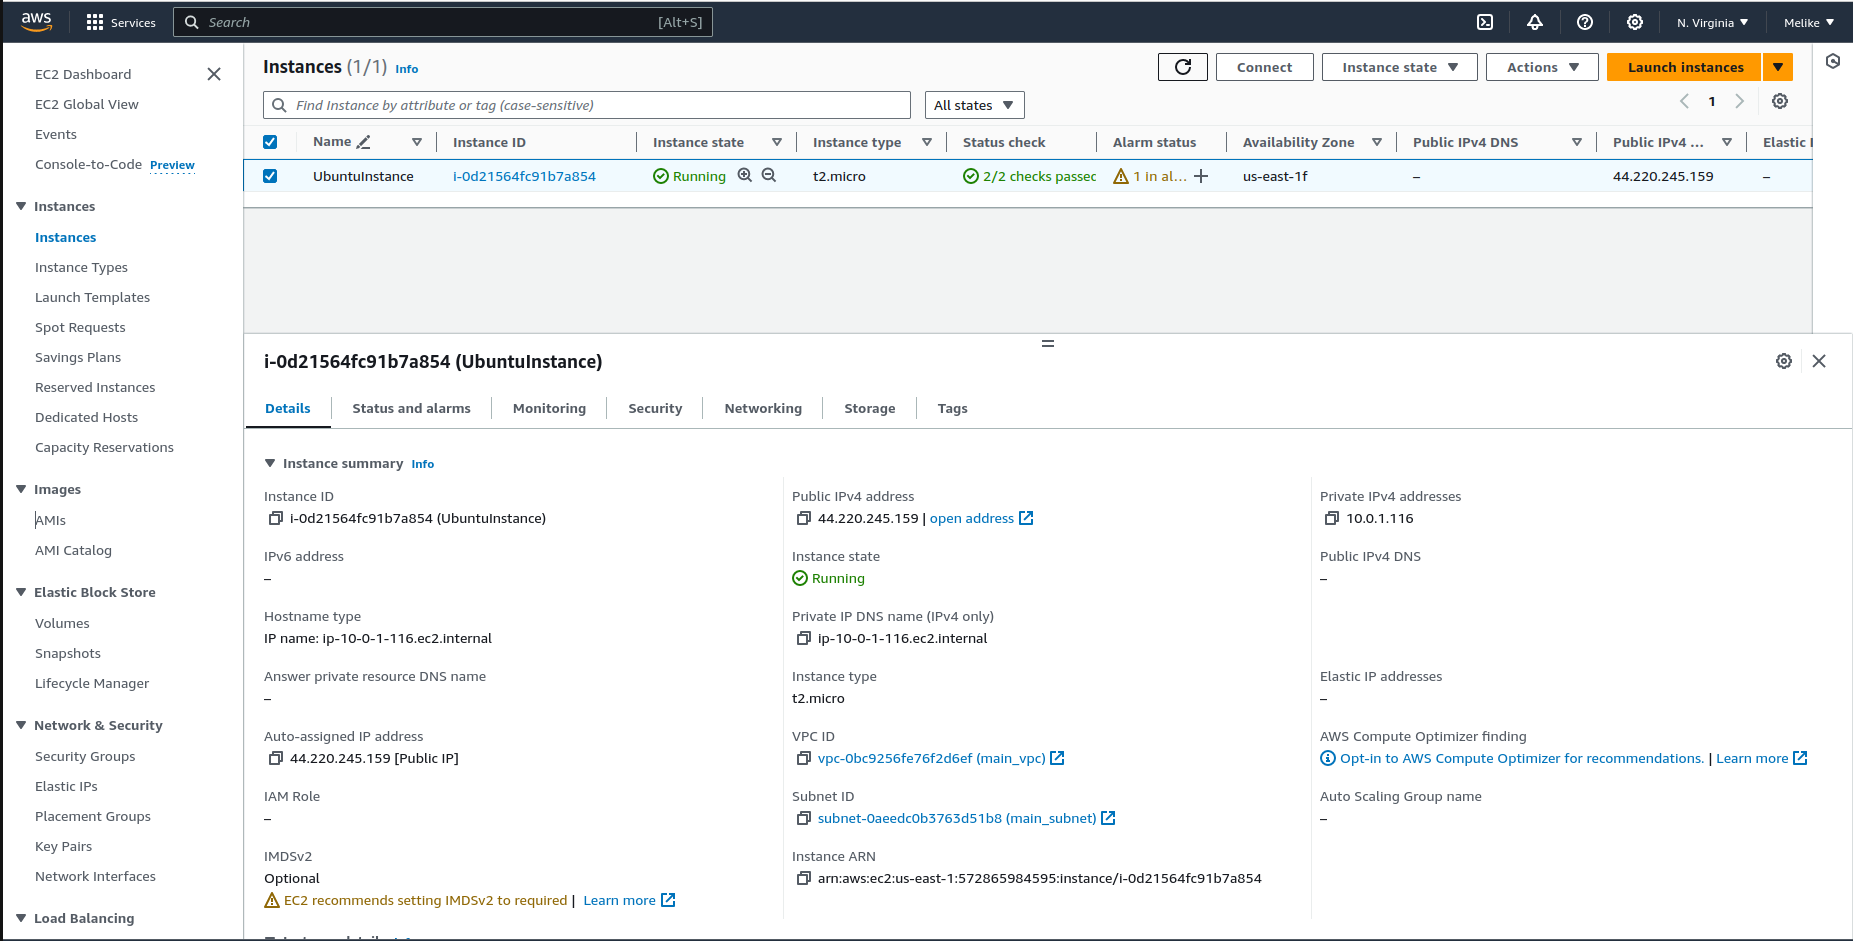 aws
Services
Search
[Alt+S]
N. Virginia
Melike
EC2 Dashboard
EC2 Global View
Events
Console-to-Code Preview
Instances
Instances
Instance Types
Launch Templates
Spot Requests
Savings Plans
Reserved Instances
Dedicated Hosts
Capacity Reservations
Images
AMIs
AMI Catalog
Elastic Block Store
Volumes
Snapshots
Lifecycle Manager
Network & Security
Security Groups
Elastic IPs
Placement Groups
Key Pairs
Network Interfaces
Load Balancing
Instances (1/1) Info
Connect
Instance state
Actions
Launch instances
Find Instance by attribute or tag (case-sensitive)
All states
1
Name Instance ID Instance state Instance type Status check Alarm status Availability Zone Public IPv4 DNS Public IPv4 ... Elastic
UbuntuInstance i-0d21564fc91b7a854 Running t2.micro 2/2 checks passec 1 in al... us-east-1f – 44.220.245.159 –
i-0d21564fc91b7a854 (UbuntuInstance)
Details
Status and alarms
Monitoring
Security
Networking
Storage
Tags
Instance summary Info
Instance ID
i-0d21564fc91b7a854 (UbuntuInstance)
Public IPv4 address
44.220.245.159 | open address
Private IPv4 addresses
10.0.1.116
IPv6 address
–
Instance state
Running
Public IPv4 DNS
–
Hostname type
IP name: ip-10-0-1-116.ec2.internal
Private IP DNS name (IPv4 only)
ip-10-0-1-116.ec2.internal
Answer private resource DNS name
–
Instance type
t2.micro
Elastic IP addresses
–
Auto-assigned IP address
44.220.245.159 [Public IP]
VPC ID
vpc-0bc9256fe76f2d6ef (main_vpc)
AWS Compute Optimizer finding
Opt-in to AWS Compute Optimizer for recommendations. | Learn more
IAM Role
–
Subnet ID
subnet-0aeedc0b3763d51b8 (main_subnet)
Auto Scaling Group name
–
IMDSv2
Optional
EC2 recommends setting IMDSv2 to required | Learn more
Instance ARN
arn:aws:ec2:us-east-1:572865984595:instance/i-0d21564fc91b7a854